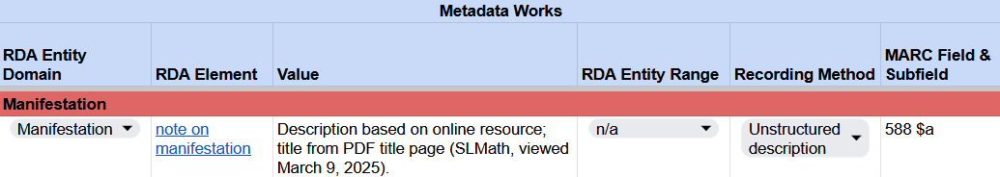 Metadata Works
RDA Entity Domain RDA Element Value RDA Entity Range Recording Method MARC Field & Subfield
Manifestation
Manifestation note on manifestation Description based on online resource; title from PDF title page (SLMath, viewed March 9, 2025). n/a Unstructured description 588 $a